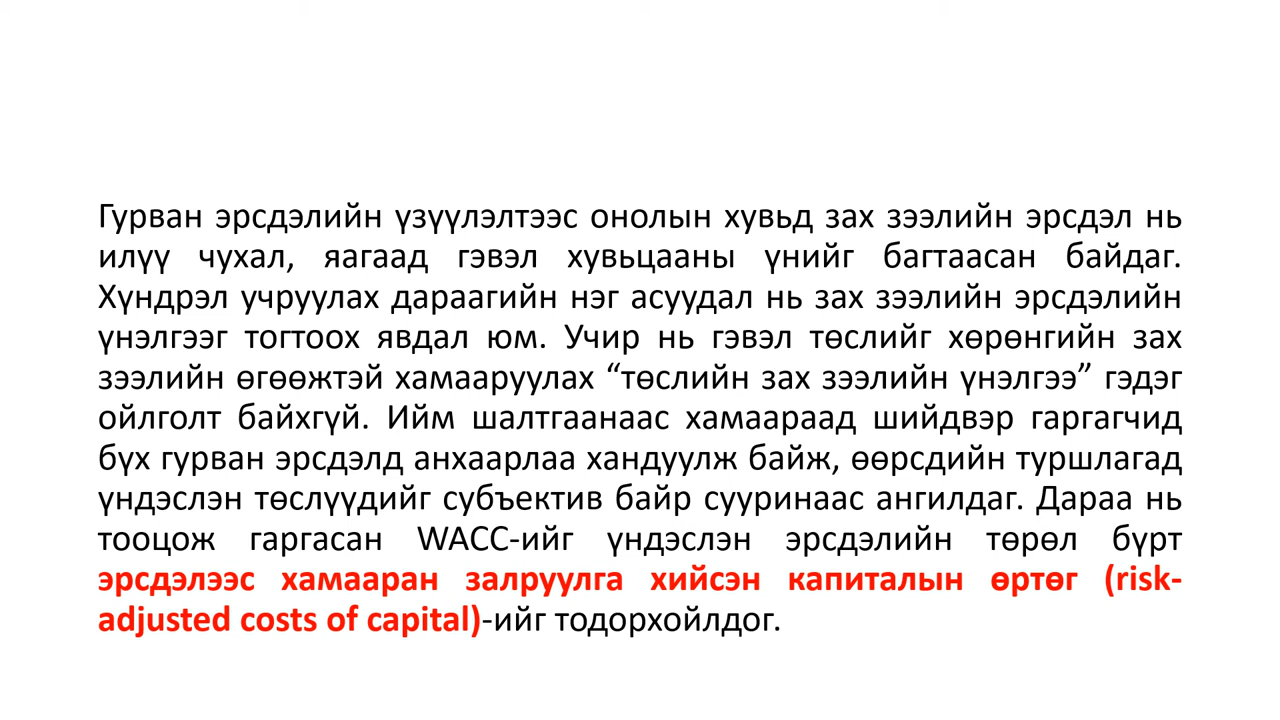 Гурван эрсдэлийн үзүүлэлтээс онолын хувьд зах зээлийн эрсдэл нь
илүү чухал, яагаад гэвэл хувьцааны үнийг багтаасан байдаг.
Хүндрэл учруулах дараагийн нэг асуудал нь зах зээлийн эрсдэлийн
үнэлгээг тогтоох явдал юм. Учир нь гэвэл төслийг хөрөнгийн зах
зээлийн өгөөжтэй хамааруулах “төслийн зах зээлийн үнэлгээ” гэдэг
ойлголт байхгүй. Ийм шалтгаанаас хамаараад шийдвэр гаргагчид
бүх гурван эрсдэлд анхаарлаа хандуулж байж, өөрсдийн туршлагад
үндэслэн төслүүдийг субъектив байр сууринаас ангилдаг. Дараа нь
тооцож гаргасан WACC-ийг үндэслэн эрсдэлийн төрөл бүрт
эрсдэлээс хамааран залруулга хийсэн капиталын өртөг (risk-
adjusted costs of capital)-ийг тодорхойлдог.